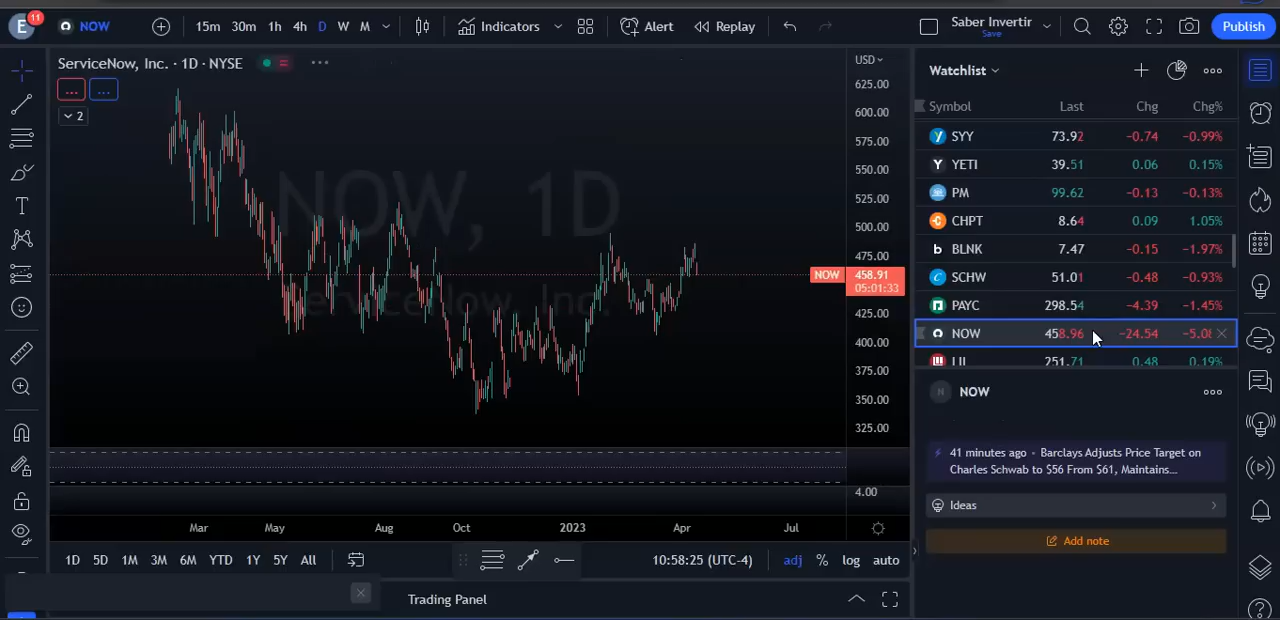 E 11 NOW 15m 30m 1h 4h D W M Indicators Alert Replay Saber Invertir Save Publish
ServiceNow, Inc. · 1D · NYSE
... ...
2
NOW, 1D
ServiceNow, Inc.
USD
625.00
600.00
575.00
550.00
525.00
500.00
475.00
NOW 458.91
05:01:33
425.00
400.00
375.00
350.00
325.00
4.00
Mar May Aug Oct 2023 Apr Jul
1D 5D 1M 3M 6M YTD 1Y 5Y All 10:58:25 (UTC-4) adj % log auto
Trading Panel
Watchlist
Symbol Last Chg Chg%
SYY 73.92 −0.74 −0.99%
YETI 39.51 0.06 0.15%
PM 99.62 −0.13 −0.13%
CHPT 8.64 0.09 1.05%
BLNK 7.47 −0.15 −1.97%
SCHW 51.01 −0.48 −0.93%
PAYC 298.54 −4.39 −1.45%
NOW 458.96 −24.54
251.71 0.48 0.19%
N NOW
41 minutes ago · Barclays Adjusts Price Target on
Charles Schwab to $56 From $61, Maintains...
Ideas
Add note